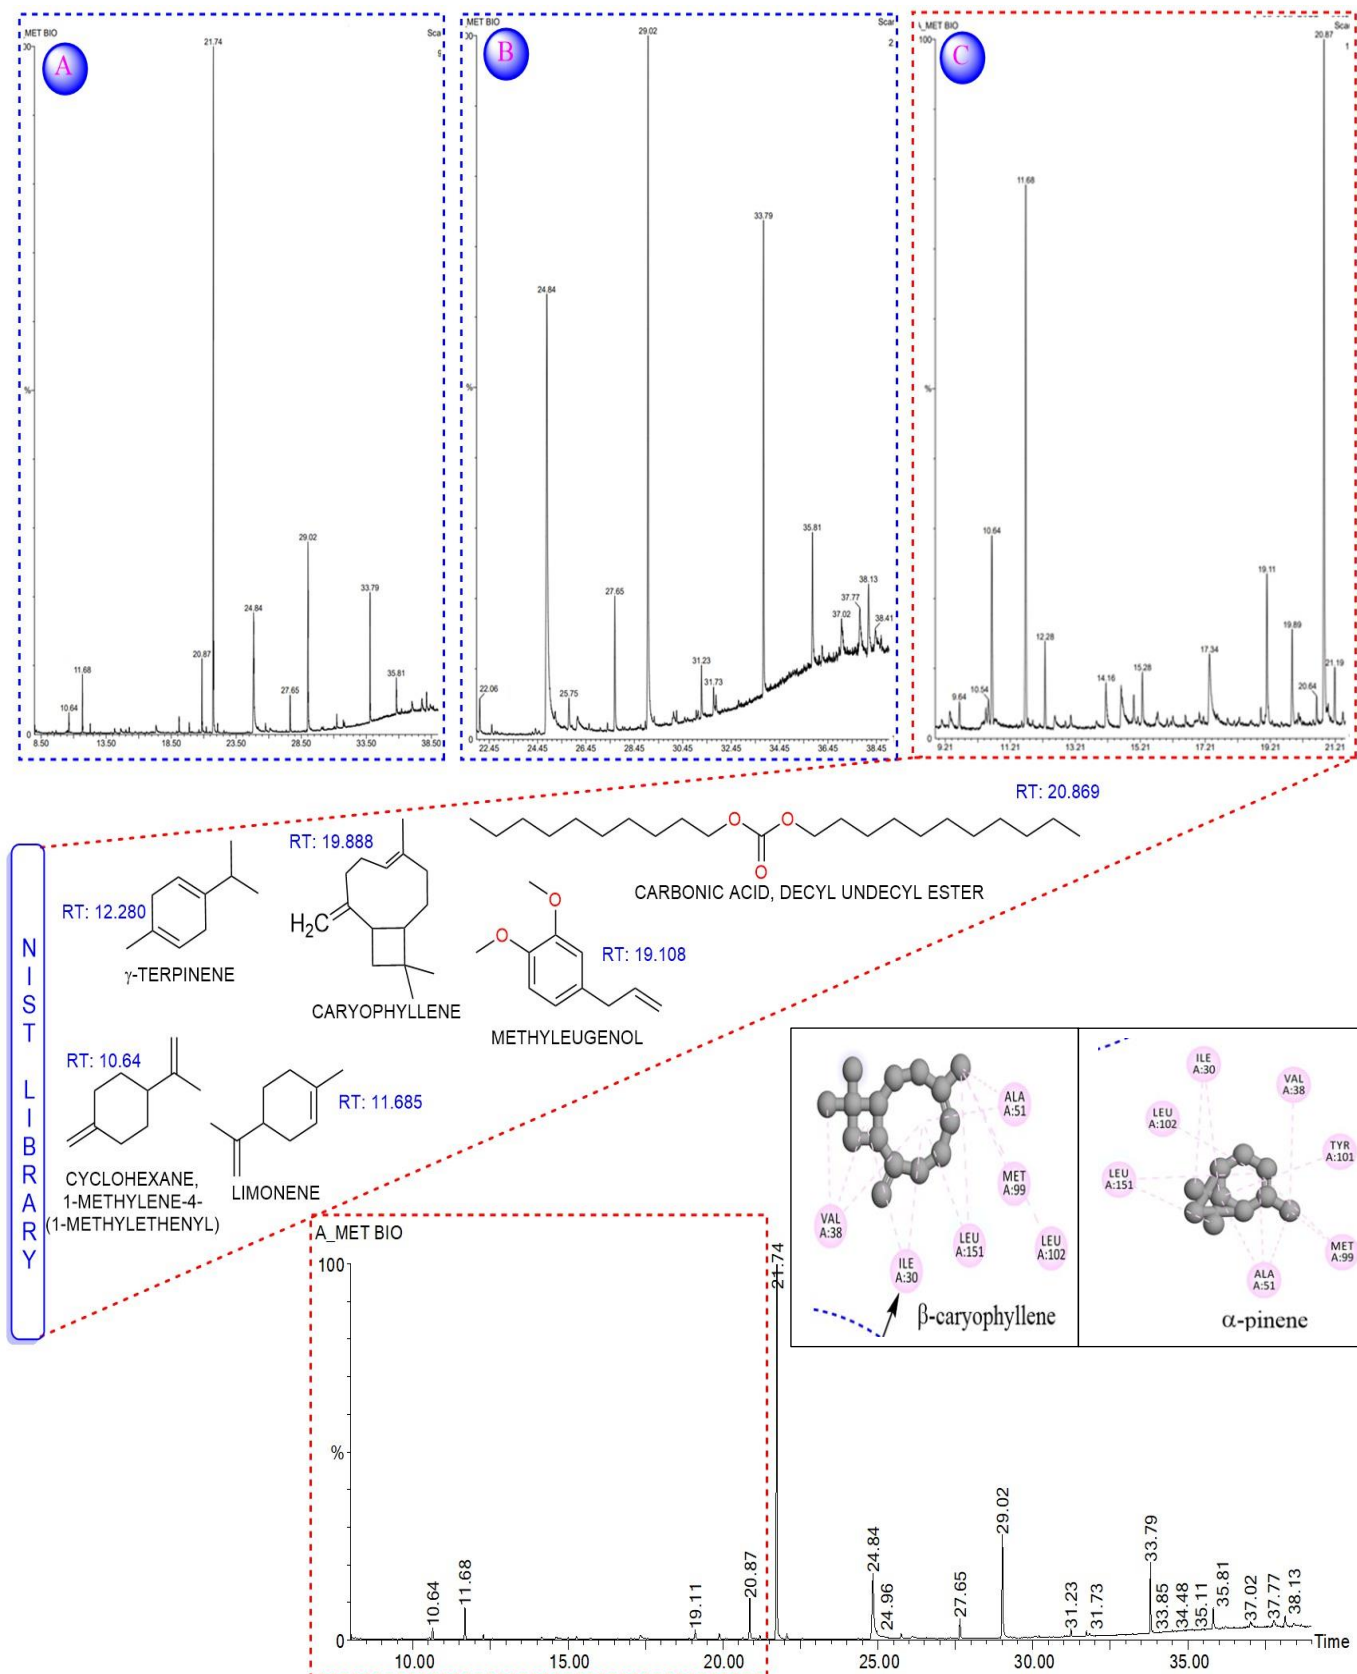 A
MET BIO
Scar
00
21.74
29.02
33.79
24.84
20.87
11.68
10.64
27.65
35.81
%
0
8.50 13.50 18.50 23.50 28.50 33.50 38.50
B
MET BIO
Scar
2
00
29.02
33.79
24.84
35.81
27.65
38.13
37.77
37.02
38.41
31.23
31.73
22.06
25.75
%
0
22.45 24.45 26.45 28.45 30.45 32.45 34.45 36.45 38.45
C
A_MET BIO
Sca
1
100
20.87
11.68
10.64
19.11
19.89
12.28
17.34
15.28
14.16
21.19
20.64
10.54
9.64
%
0
9.21 11.21 13.21 15.21 17.21 19.21 21.21
NIST LIBRARY
RT: 20.869
CARBONIC ACID, DECYL UNDECYL ESTER
O
O
O
RT: 19.888
H₂C
CARYOPHYLLENE
RT: 12.280
γ-TERPINENE
O
O
RT: 19.108
METHYLEUGENOL
RT: 10.64
CYCLOHEXANE,
1-METHYLENE-4-
(1-METHYLETHENYL)
RT: 11.685
LIMONENE
ALA
A:51
MET
A:99
LEU
A:102
LEU
A:151
ILE
A:30
VAL
A:38
β-caryophyllene
ILE
A:30
VAL
A:38
LEU
A:102
TYR
A:101
LEU
A:151
MET
A:99
ALA
A:51
α-pinene
A_MET BIO
100
%
0
10.64
11.68
19.11
20.87
21.74
24.84
24.96
27.65
29.02
31.23
31.73
33.79
33.85
34.48
35.11
35.81
37.02
37.77
38.13
Time
10.00 15.00 20.00 25.00 30.00 35.00